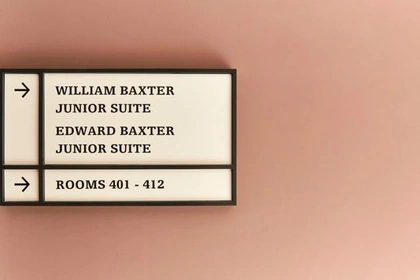 WILLIAM BAXTER
JUNIOR SUITE
EDWARD BAXTER
JUNIOR SUITE
ROOMS 401 - 412